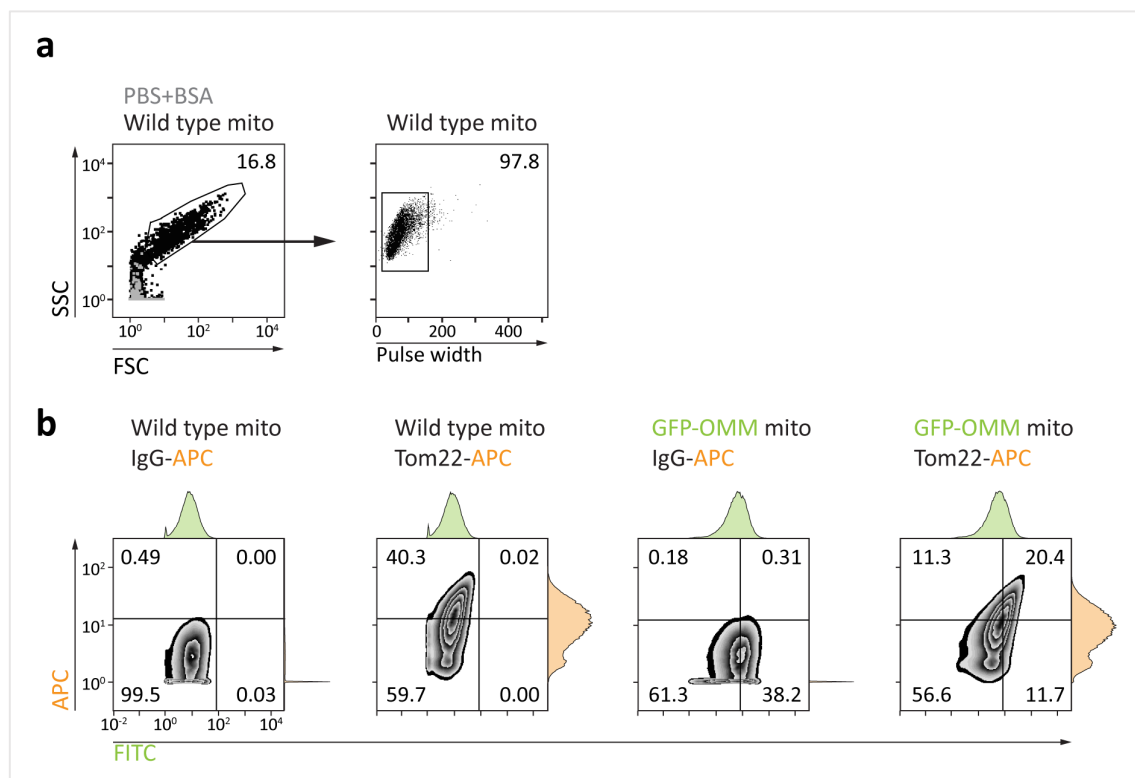 a
PBS+BSA
Wild type mito
Wild type mito
16.8
97.8
10⁴
10²
10⁰
SSC
10⁰ 10² 10⁴
FSC
0 200 400
Pulse width
b
Wild type mito
IgG-APC
Wild type mito
Tom22-APC
GFP-OMM mito
IgG-APC
GFP-OMM mito
Tom22-APC
0.49 0.00
40.3 0.02
0.18 0.31
11.3 20.4
10²
10¹
10⁰
APC
99.5 0.03
59.7 0.00
61.3 38.2
56.6 11.7
10⁻² 10⁰ 10² 10⁴
FITC